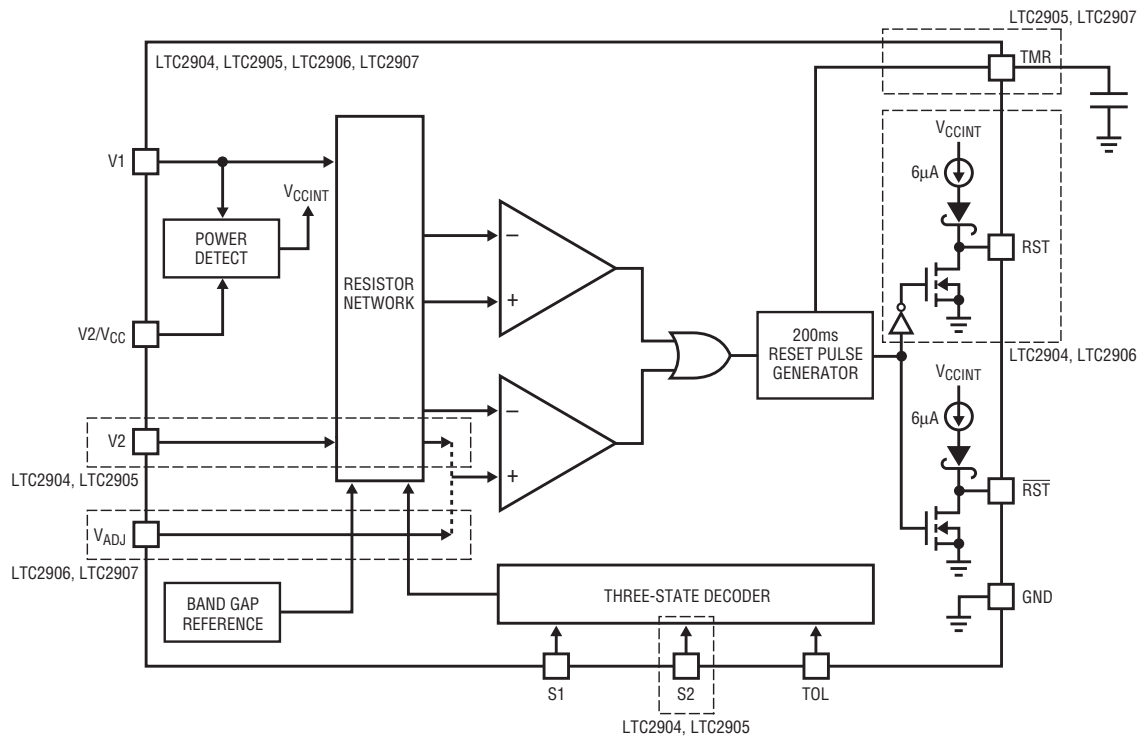 LTC2905, LTC2907
LTC2904, LTC2905, LTC2906, LTC2907
TMR
V1
VCCINT
POWER
DETECT
V2/VCC
RESISTOR
NETWORK
–
+
–
+
200ms
RESET PULSE
GENERATOR
VCCINT
6µA
RST
LTC2904, LTC2906
VCCINT
6µA
RST
V2
LTC2904, LTC2905
VADJ
LTC2906, LTC2907
BAND GAP
REFERENCE
THREE-STATE DECODER
GND
S1
S2
TOL
LTC2904, LTC2905